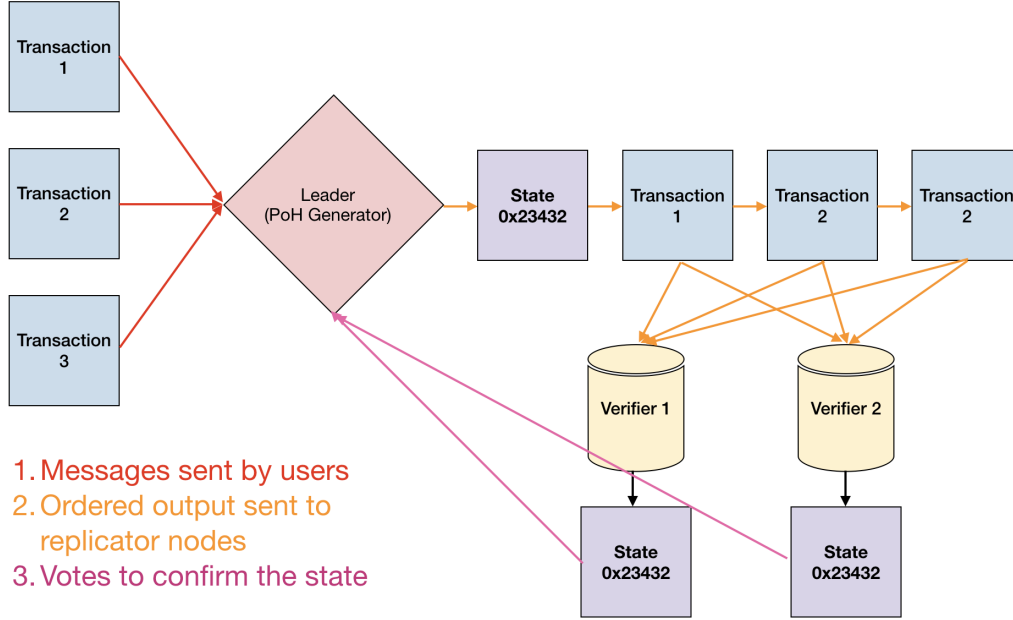 Transaction
1
Transaction
2
Transaction
3
Leader
(PoH Generator)
State
0x23432
Transaction
1
Transaction
2
Transaction
2
Verifier 1
Verifier 2
State
0x23432
State
0x23432
1. Messages sent by users
2. Ordered output sent to
replicator nodes
3. Votes to confirm the state